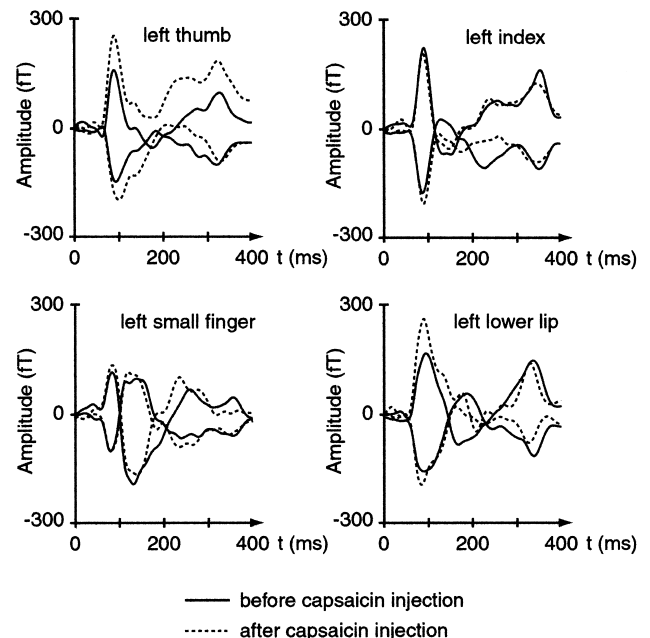 left thumb
300
0
-300
Amplitude (fT)
0 200 400 t (ms)
left index
300
0
-300
Amplitude (fT)
0 200 400 t (ms)
left small finger
300
0
-300
Amplitude (fT)
0 200 400 t (ms)
left lower lip
300
0
-300
Amplitude (fT)
0 200 400 t (ms)
before capsaicin injection
after capsaicin injection